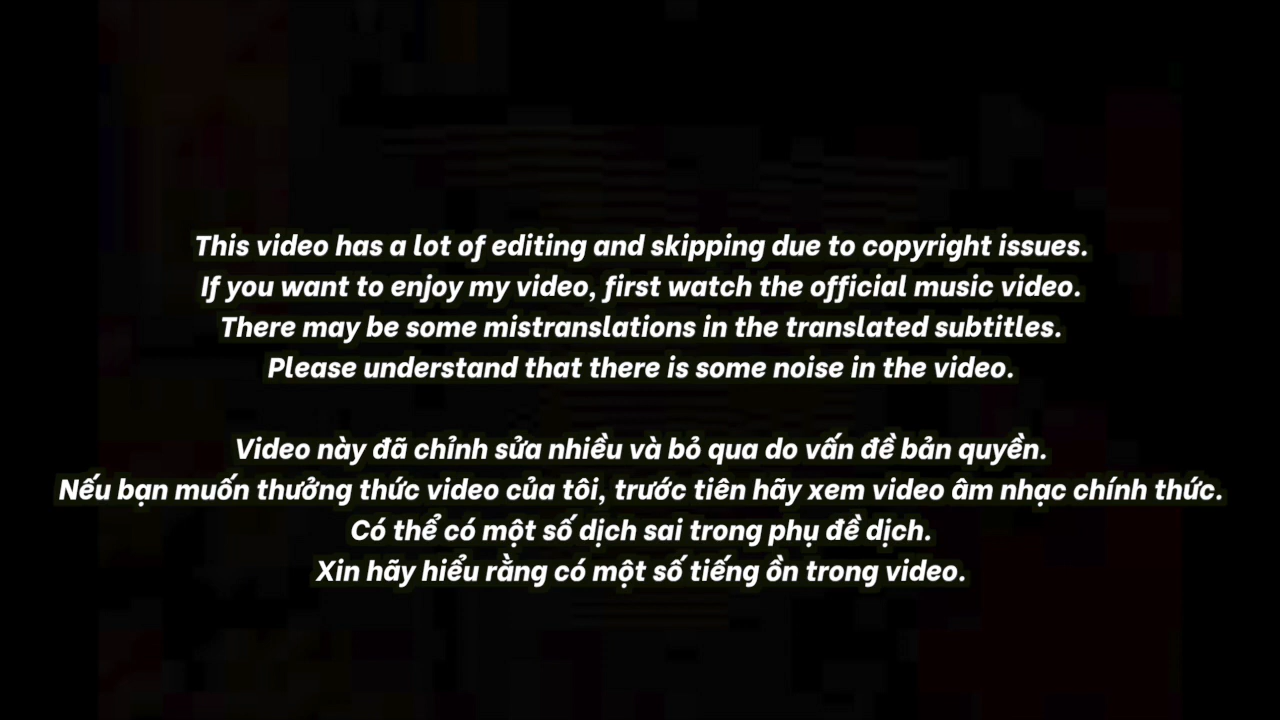 This video has a lot of editing and skipping due to copyright issues.
If you want to enjoy my video, first watch the official music video.
There may be some mistranslations in the translated subtitles.
Please understand that there is some noise in the video.
Video này đã chỉnh sửa nhiều và bỏ qua do vấn đề bản quyền.
Nếu bạn muốn thưởng thức video của tôi, trước tiên hãy xem video âm nhạc chính thức.
Có thể có một số dịch sai trong phụ đề dịch.
Xin hãy hiểu rằng có một số tiếng ồn trong video.